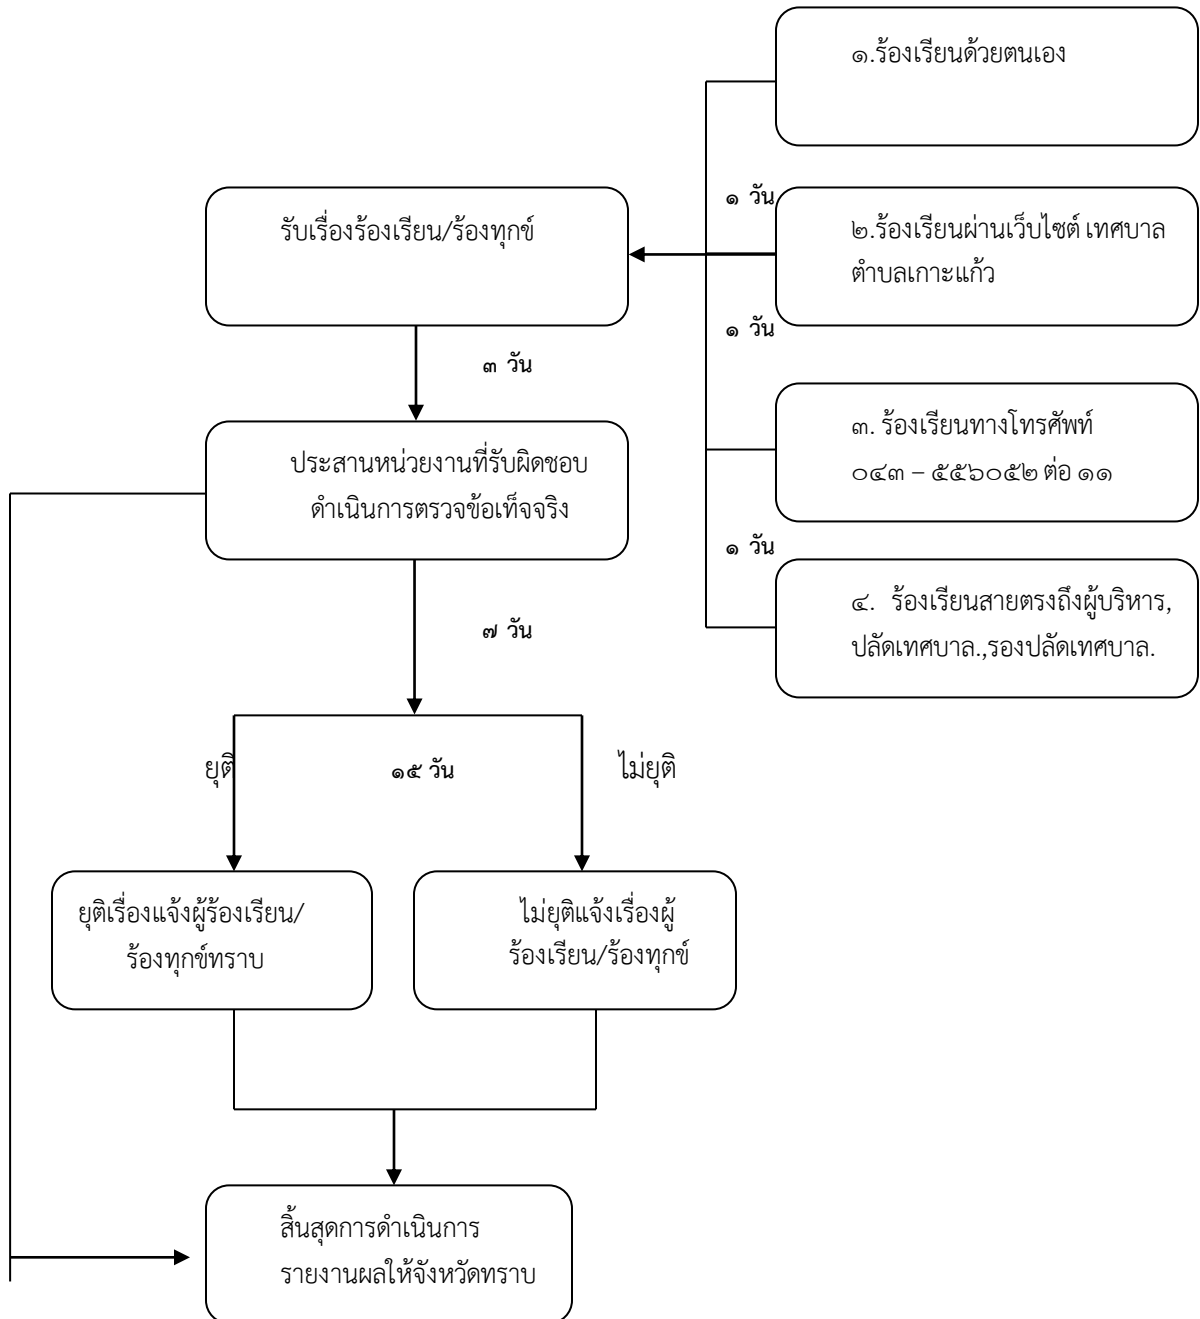 ๑.ร้องเรียนด้วยตนเอง
๑ วัน
รับเรื่องร้องเรียน/ร้องทุกข์
๒.ร้องเรียนผ่านเว็บไซต์ เทศบาล
ตำบลเกาะแก้ว
๑ วัน
๓ วัน
๓. ร้องเรียนทางโทรศัพท์
๐๔๓ – ๕๕๖๐๕๒ ต่อ ๑๑
ประสานหน่วยงานที่รับผิดชอบ
ดำเนินการตรวจข้อเท็จจริง
๑ วัน
๔. ร้องเรียนสายตรงถึงผู้บริหาร,
ปลัดเทศบาล.,รองปลัดเทศบาล.
๗ วัน
ยุติ
๑๕ วัน
ไม่ยุติ
ยุติเรื่องแจ้งผู้ร้องเรียน/
ร้องทุกข์ทราบ
ไม่ยุติแจ้งเรื่องผู้
ร้องเรียน/ร้องทุกข์
สิ้นสุดการดำเนินการ
รายงานผลให้จังหวัดทราบ